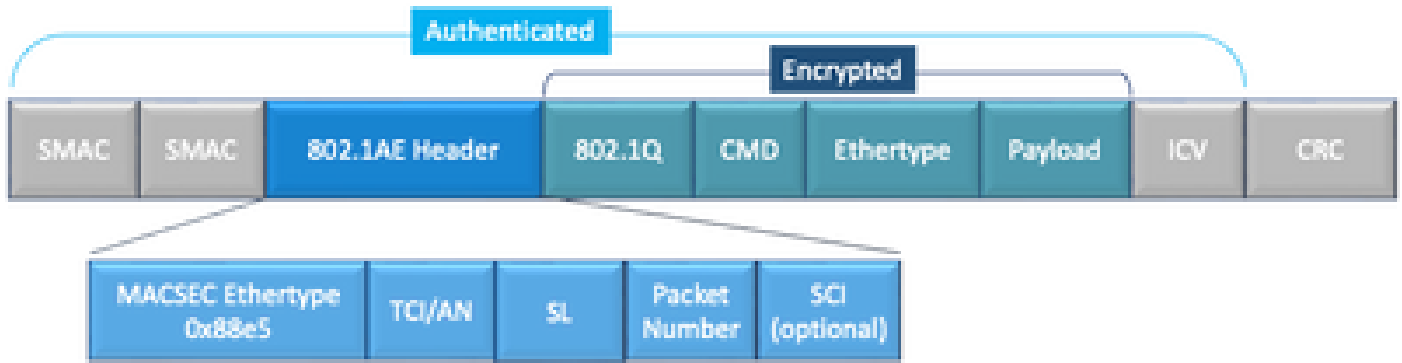 Authenticated
Encrypted
SMAC SMAC 802.1AE Header 802.1Q CMD Ethertype Payload ICV CRC
MACSEC Ethertype
0x88e5
TCI/AN
SL
Packet
Number
SCI
(optional)